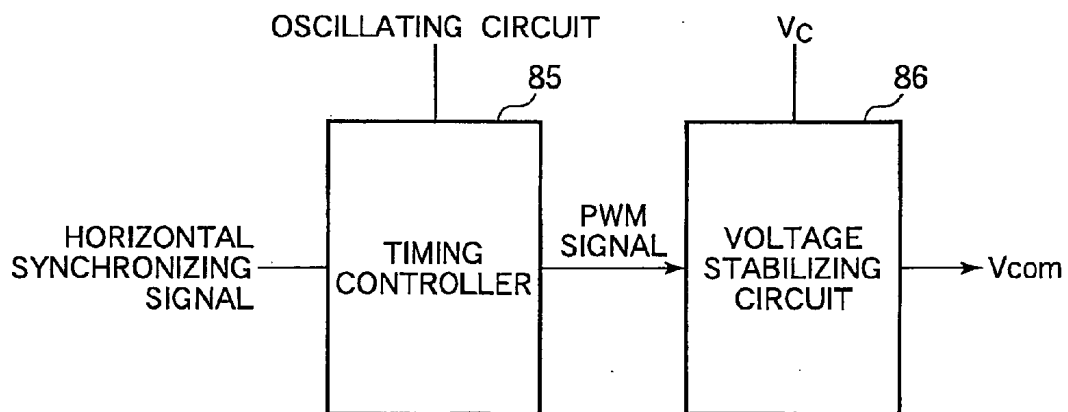 OSCILLATING CIRCUIT
VC
85
86
HORIZONTAL
SYNCHRONIZING
SIGNAL
TIMING
CONTROLLER
PWM
SIGNAL
VOLTAGE
STABILIZING
CIRCUIT
Vcom